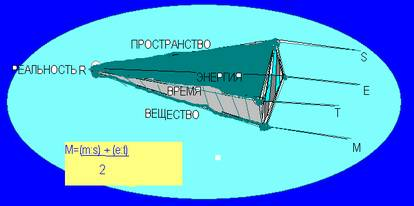 ПРОСТРАНСТВО
S
ЕАЛЬНОСТЬ R
ЭНЕРГИЯ
E
ВРЕМЯ
T
ВЕЩЕСТВО
M
M=(m:s) + (e:t)
2